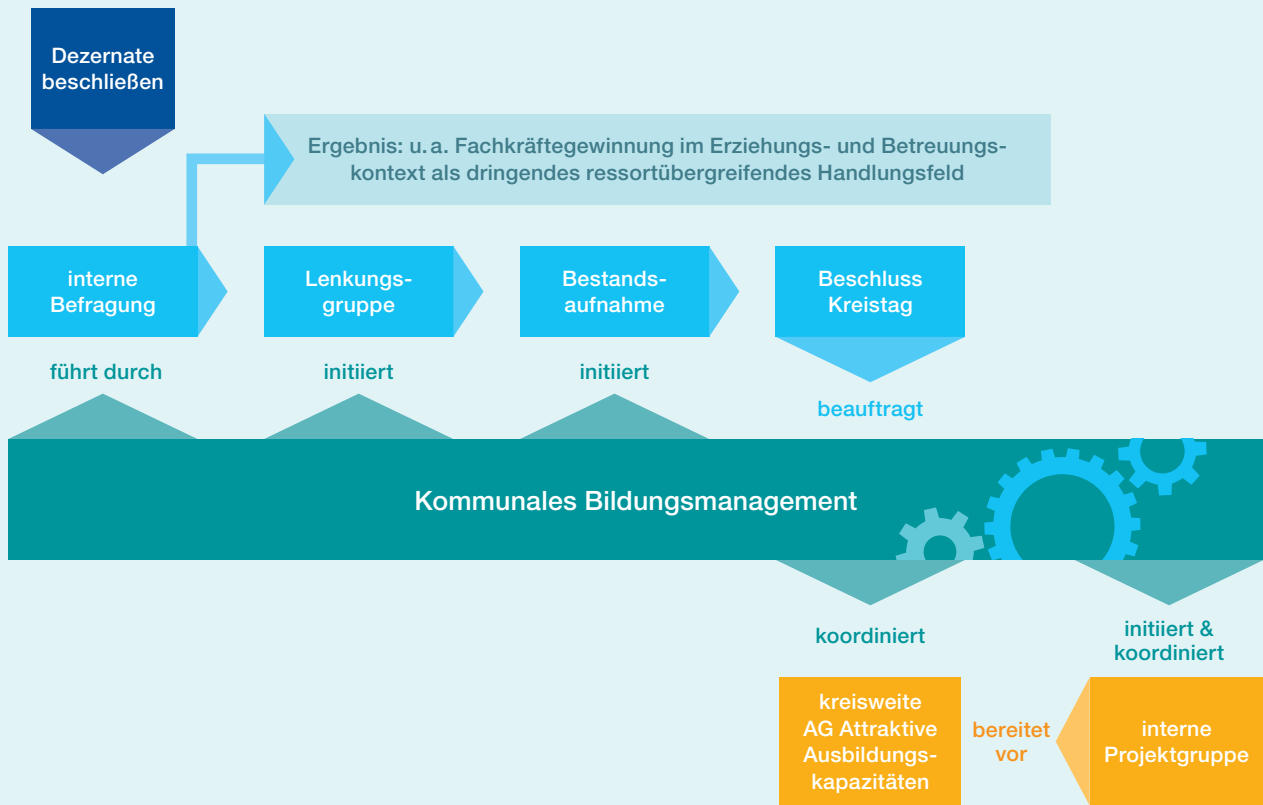 Dezernate
beschließen
Ergebnis: u. a. Fachkräftegewinnung im Erziehungs- und Betreuungs-
kontext als dringendes ressortübergreifendes Handlungsfeld
interne
Befragung
Lenkungs-
gruppe
Bestands-
aufnahme
Beschluss
Kreistag
führt durch
initiiert
initiiert
beauftragt
Kommunales Bildungsmanagement
koordiniert
initiiert &
koordiniert
kreisweite
AG Attraktive
Ausbildungs-
kapazitäten
bereitet
vor
interne
Projektgruppe